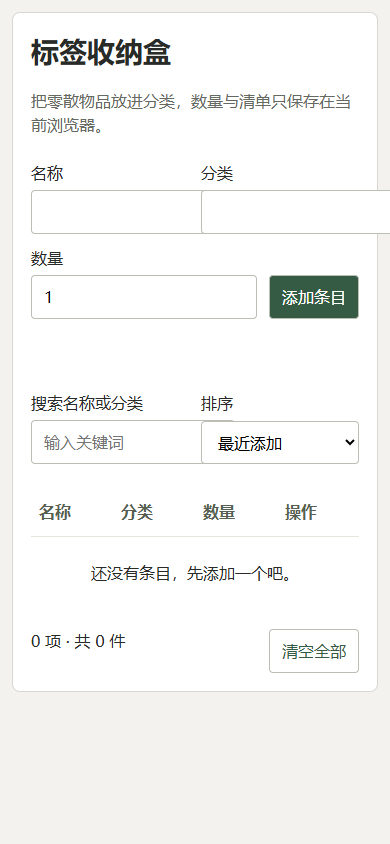 标签收纳盒
把零散物品放进分类，数量与清单只保存在当
前浏览器。
名称 分类
数量
1 添加条目
搜索名称或分类 排序
输入关键词 最近添加
名称 分类 数量 操作
还没有条目，先添加一个吧。
0 项 · 共 0 件 清空全部